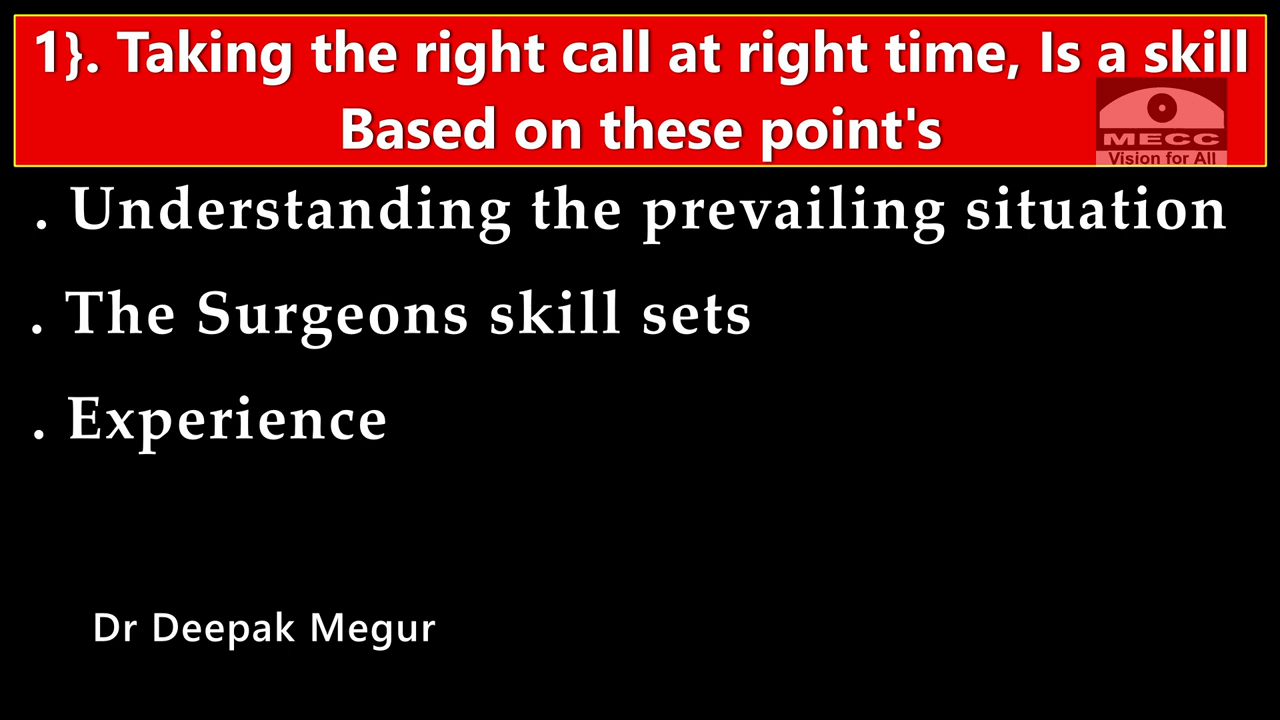 1}. Taking the right call at right time, Is a skill
Based on these point's
MECC
Vision for All
. Understanding the prevailing situation
. The Surgeons skill sets
. Experience
Dr Deepak Megur